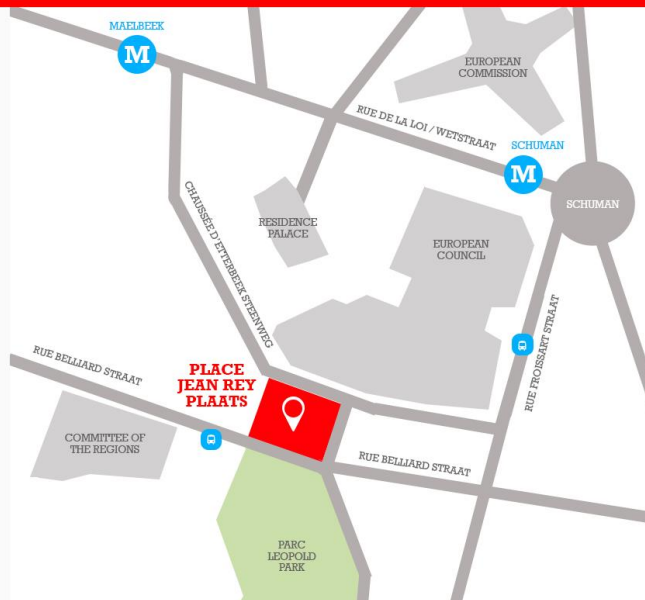 MAELBEEK
M
EUROPEAN
COMMISSION
RUE DE LA LOI / WETSTRAAT
SCHUMAN
M
SCHUMAN
CHAUSSÉE D'ETTERBEEK STEENWEG
RESIDENCE
PALACE
EUROPEAN
COUNCIL
RUE FROISSART STRAAT
RUE BELLIARD STRAAT
PLACE
JEAN REY
PLAATS
COMMITTEE OF
THE REGIONS
RUE BELLIARD STRAAT
PARC
LEOPOLD
PARK